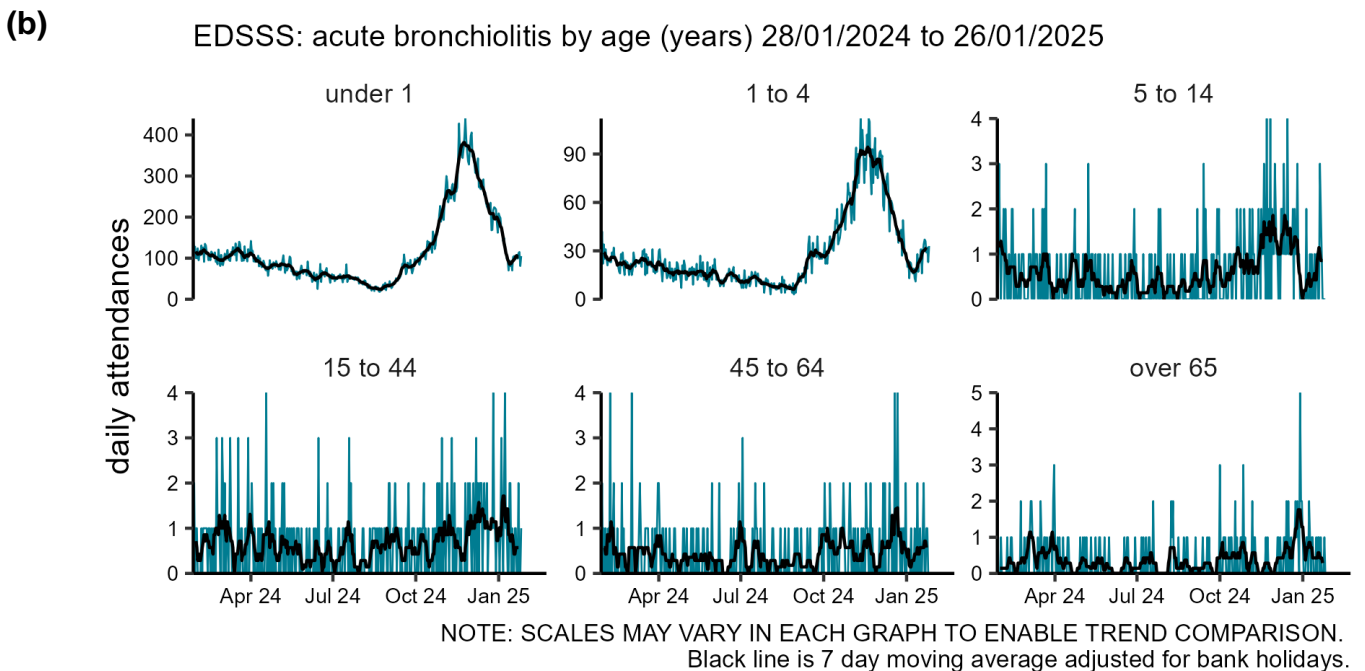 (b)
EDSSS: acute bronchiolitis by age (years) 28/01/2024 to 26/01/2025
daily attendances
under 1
400
300
200
100
0
1 to 4
90
60
30
0
5 to 14
4
3
2
1
0
15 to 44
4
3
2
1
0
Apr 24 Jul 24 Oct 24 Jan 25
45 to 64
4
3
2
1
0
Apr 24 Jul 24 Oct 24 Jan 25
over 65
5
4
3
2
1
0
Apr 24 Jul 24 Oct 24 Jan 25
NOTE: SCALES MAY VARY IN EACH GRAPH TO ENABLE TREND COMPARISON.
Black line is 7 day moving average adjusted for bank holidays.